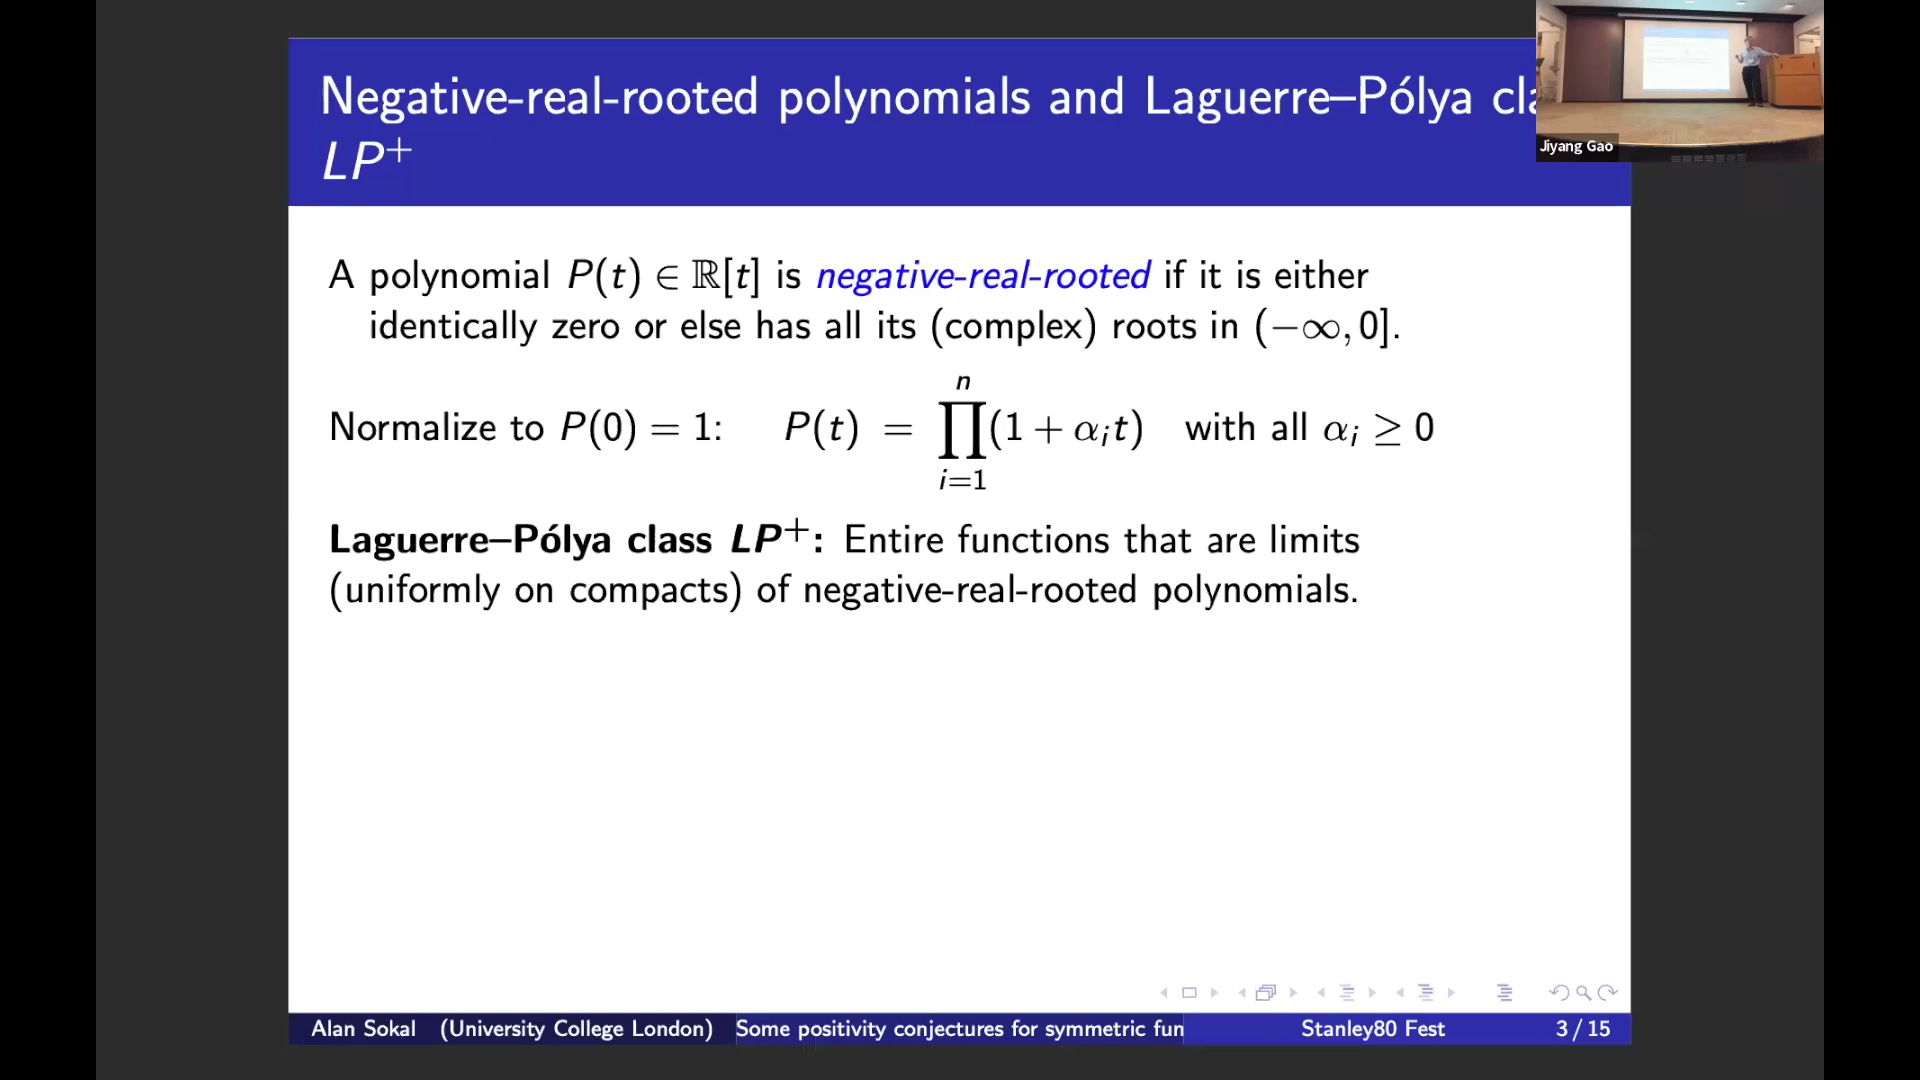 Negative-real-rooted polynomials and Laguerre–Pólya cla
LP⁺
Jiyang Gao
A polynomial P(t) ∈ ℝ[t] is negative-real-rooted if it is either
identically zero or else has all its (complex) roots in (−∞, 0].
Normalize to P(0) = 1: P(t) = ∏_{i=1}^{n} (1 + α_i t) with all α_i ≥ 0
Laguerre–Pólya class LP⁺: Entire functions that are limits
(uniformly on compacts) of negative-real-rooted polynomials.
Alan Sokal (University College London) Some positivity conjectures for symmetric fun Stanley80 Fest 3 / 15